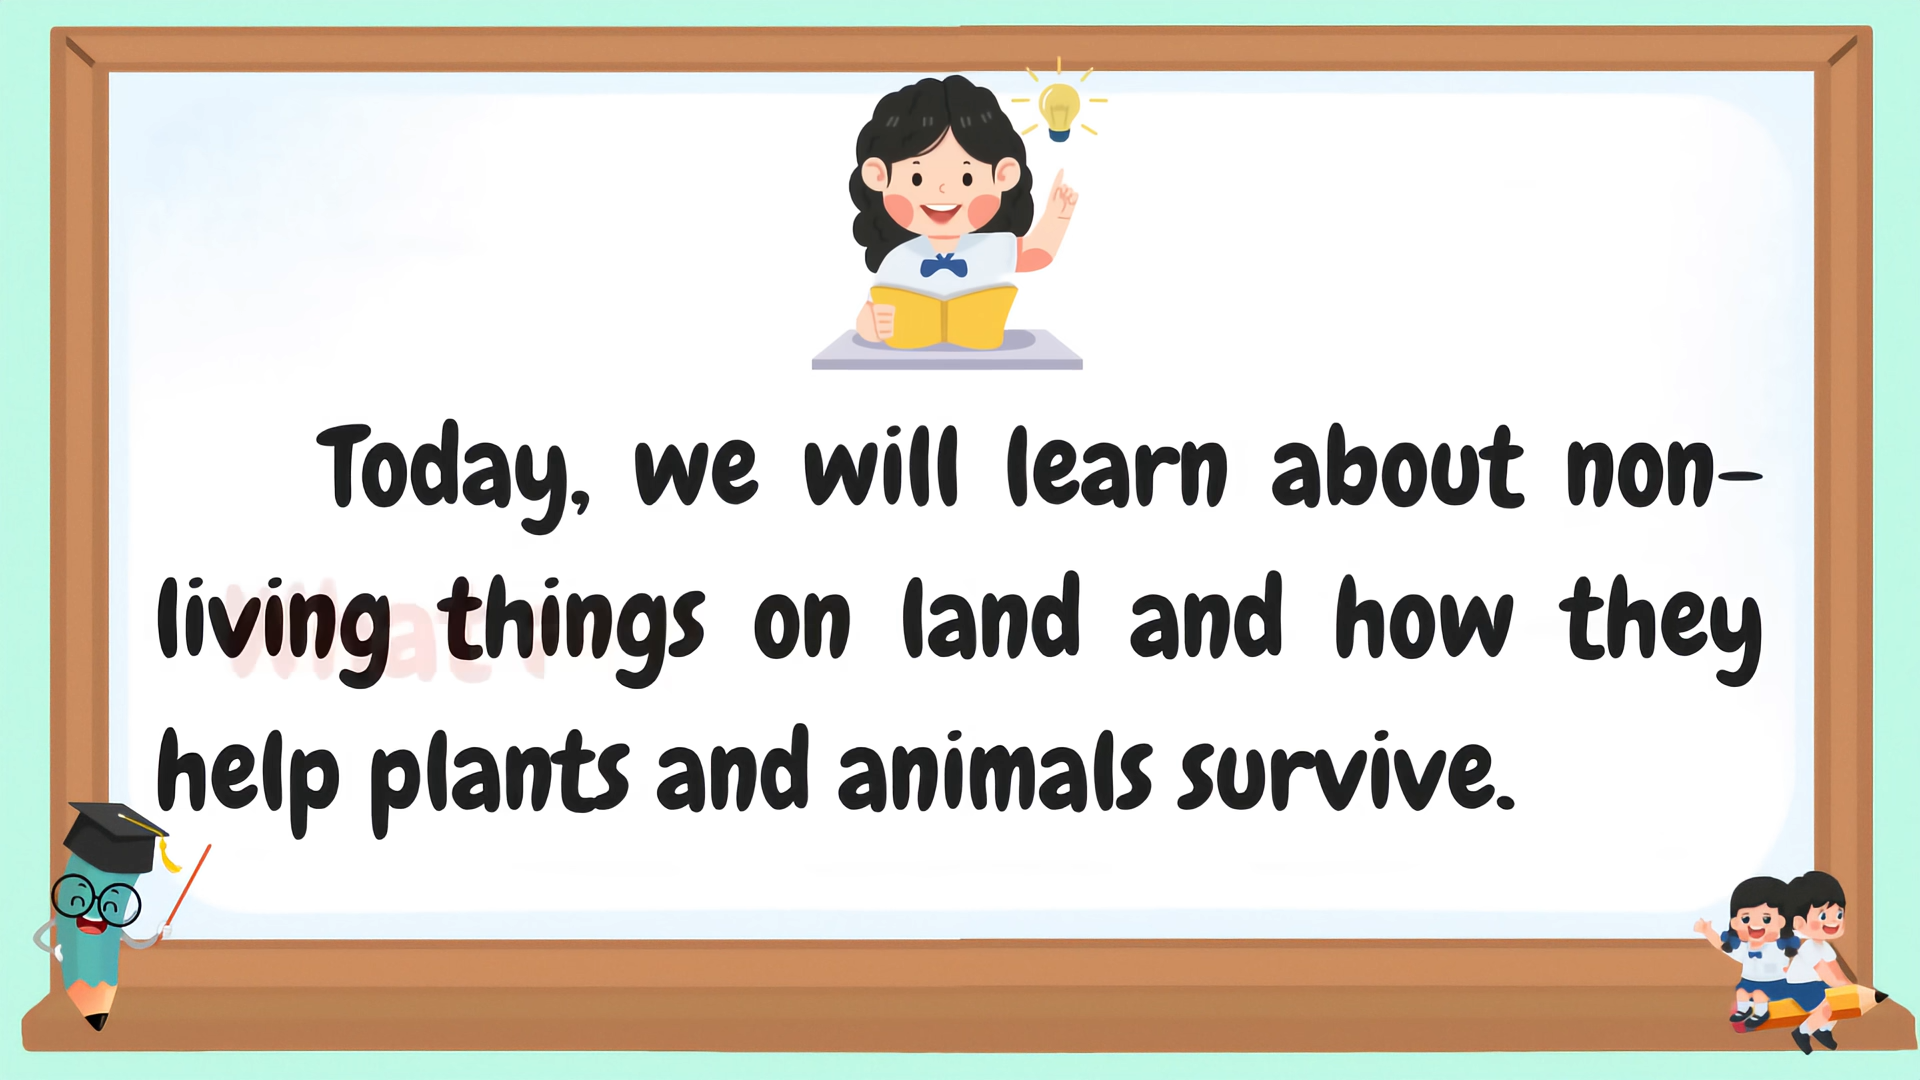 Today, we will learn about non-
living things on land and how they
help plants and animals survive.